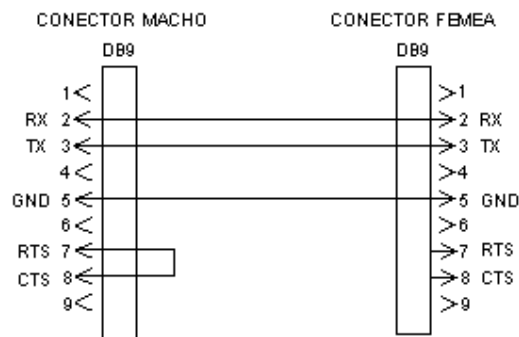 CONECTOR MACHO CONECTOR FEMEA
DB9 DB9
1 1
RX 2 2 RX
TX 3 3 TX
4 4
GND 5 5 GND
6 6
RTS 7 7 RTS
CTS 8 8 CTS
9 9